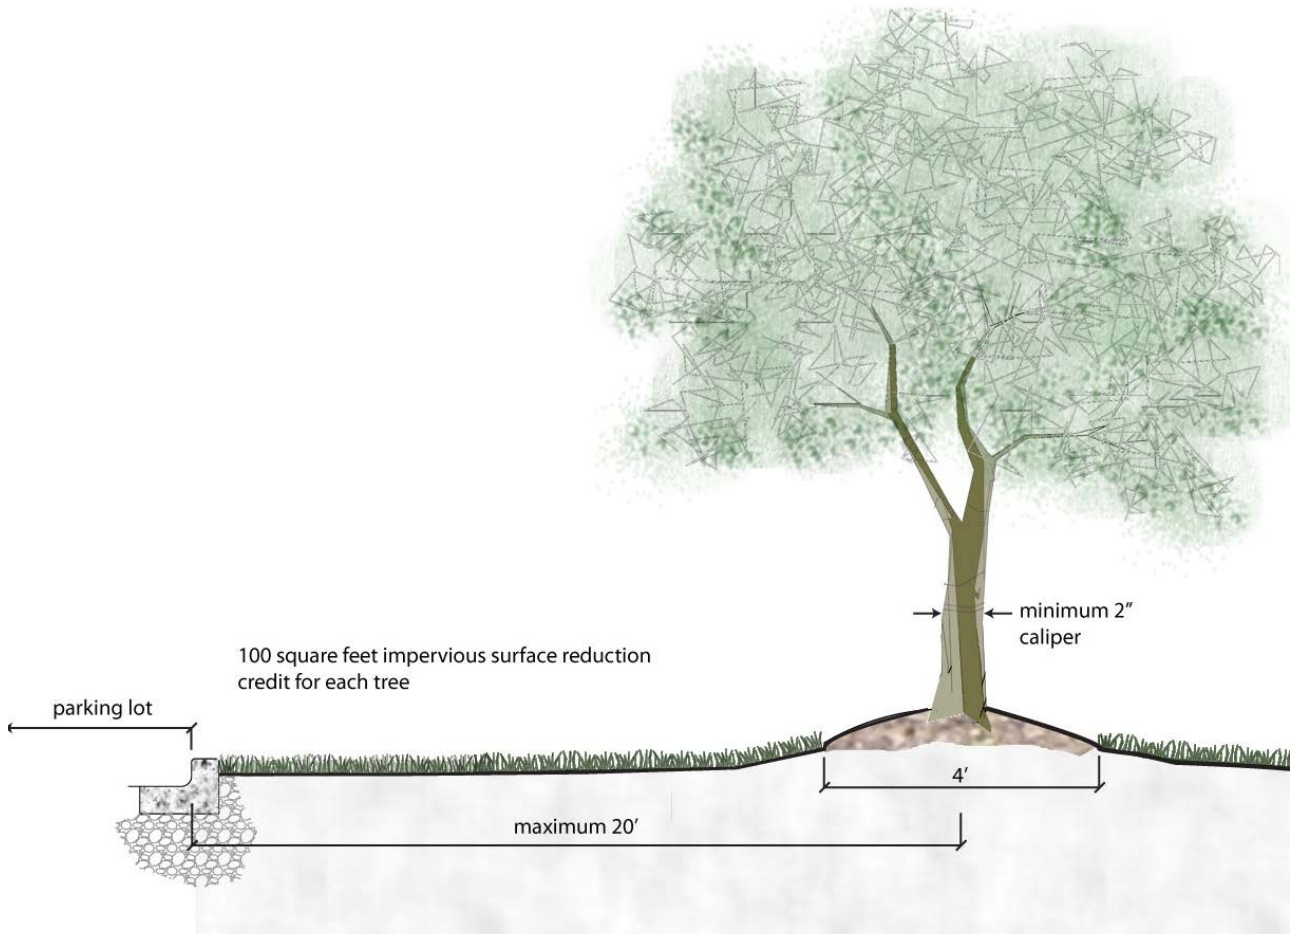 minimum 2”
caliper
100 square feet impervious surface reduction
credit for each tree
parking lot
4’
maximum 20’